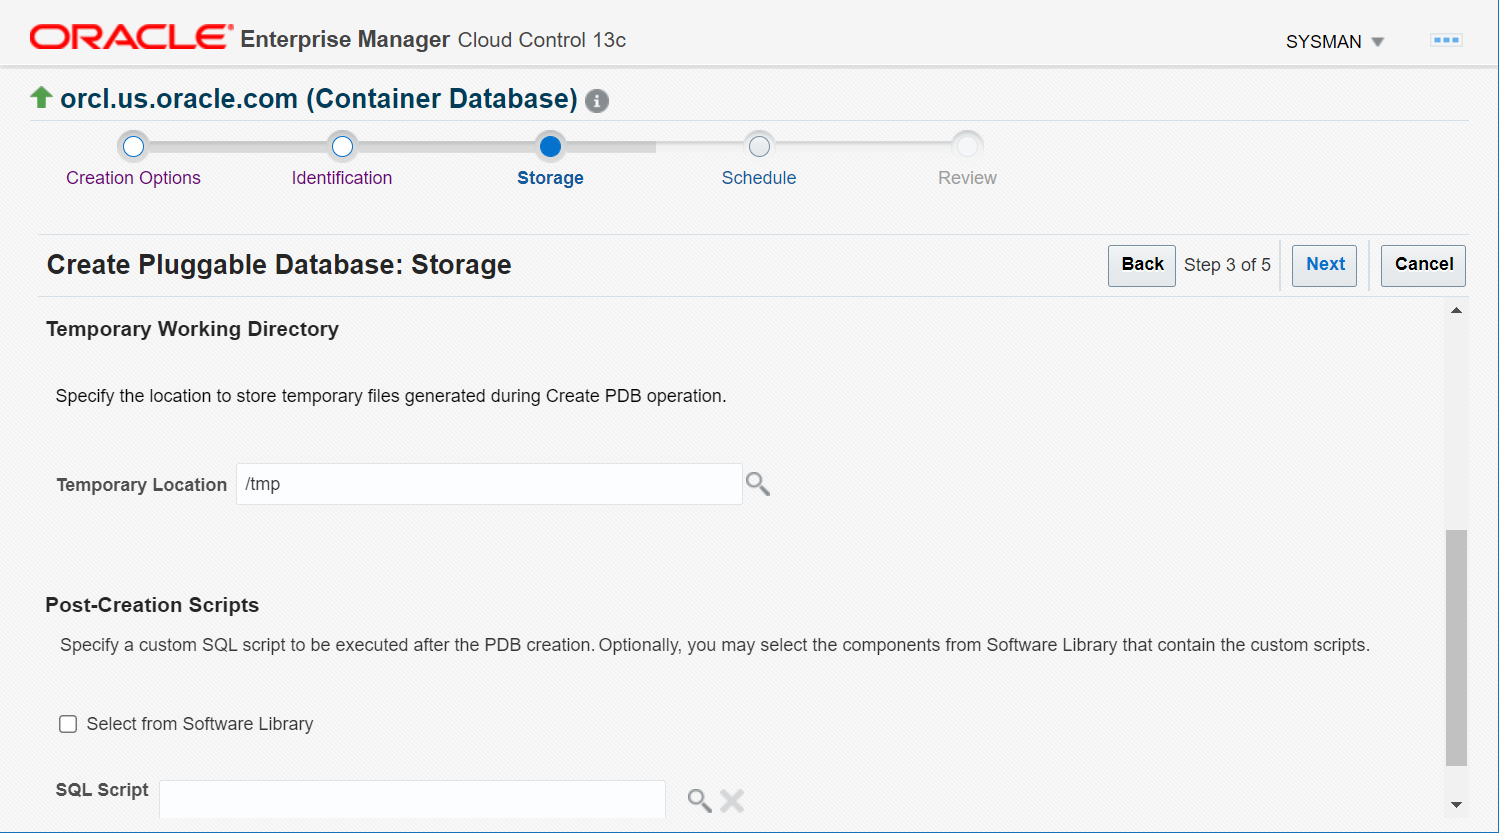 ORACLE Enterprise Manager Cloud Control 13c
SYSMAN
orcl.us.oracle.com (Container Database)
Creation Options
Identification
Storage
Schedule
Review
Create Pluggable Database: Storage
Back
Step 3 of 5
Next
Cancel
Temporary Working Directory
Specify the location to store temporary files generated during Create PDB operation.
Temporary Location
/tmp
Post-Creation Scripts
Specify a custom SQL script to be executed after the PDB creation. Optionally, you may select the components from Software Library that contain the custom scripts.
Select from Software Library
SQL Script